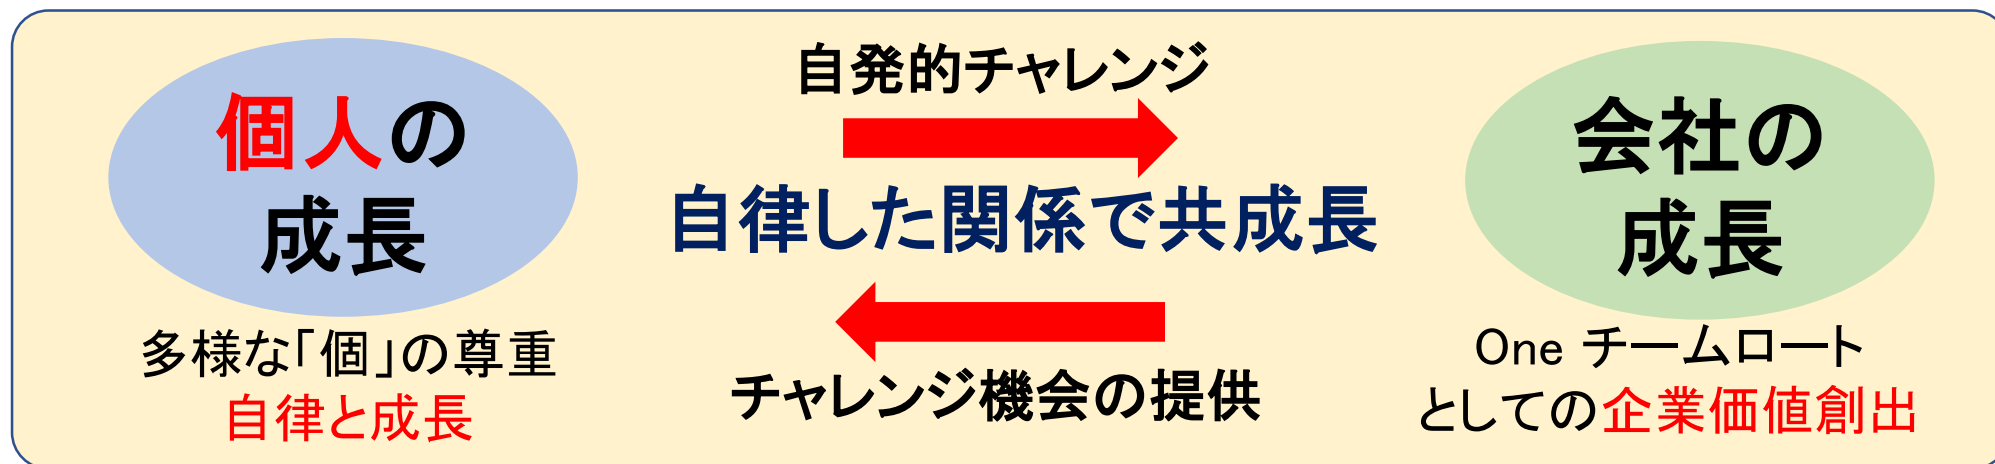 個人の
成長
多様な「個」の尊重
自律と成長
自発的チャレンジ
自律した関係で共成長
チャレンジ機会の提供
会社の
成長
One チームロート
としての企業価値創出